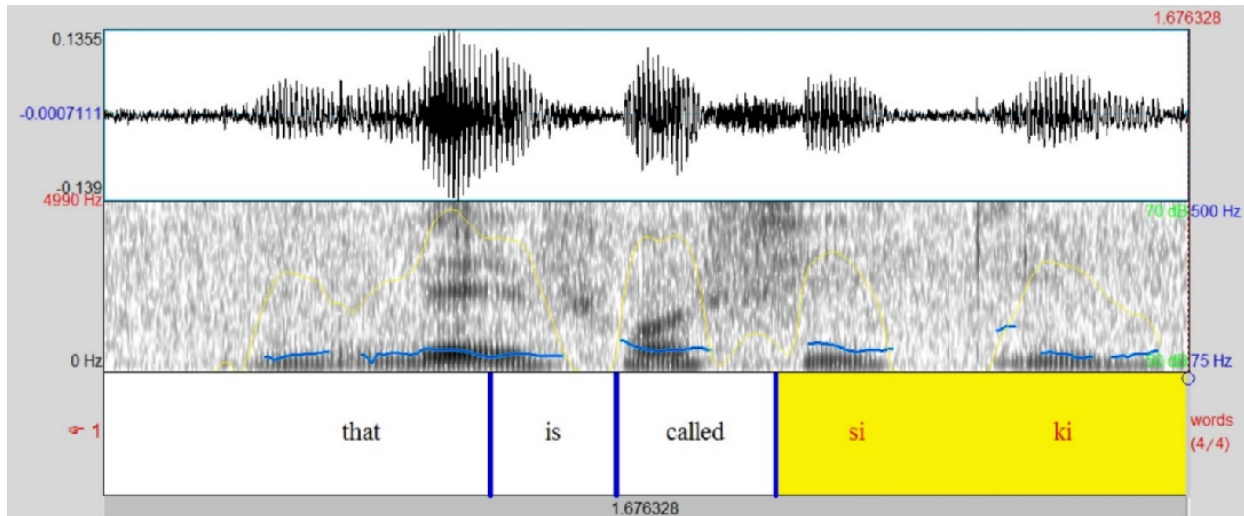 1.676328
0.1355
-0.0007111
-0.139
4990 Hz 70 dB 500 Hz
0 Hz 75 Hz
1 that is called si ki words
(4/4)
1.676328